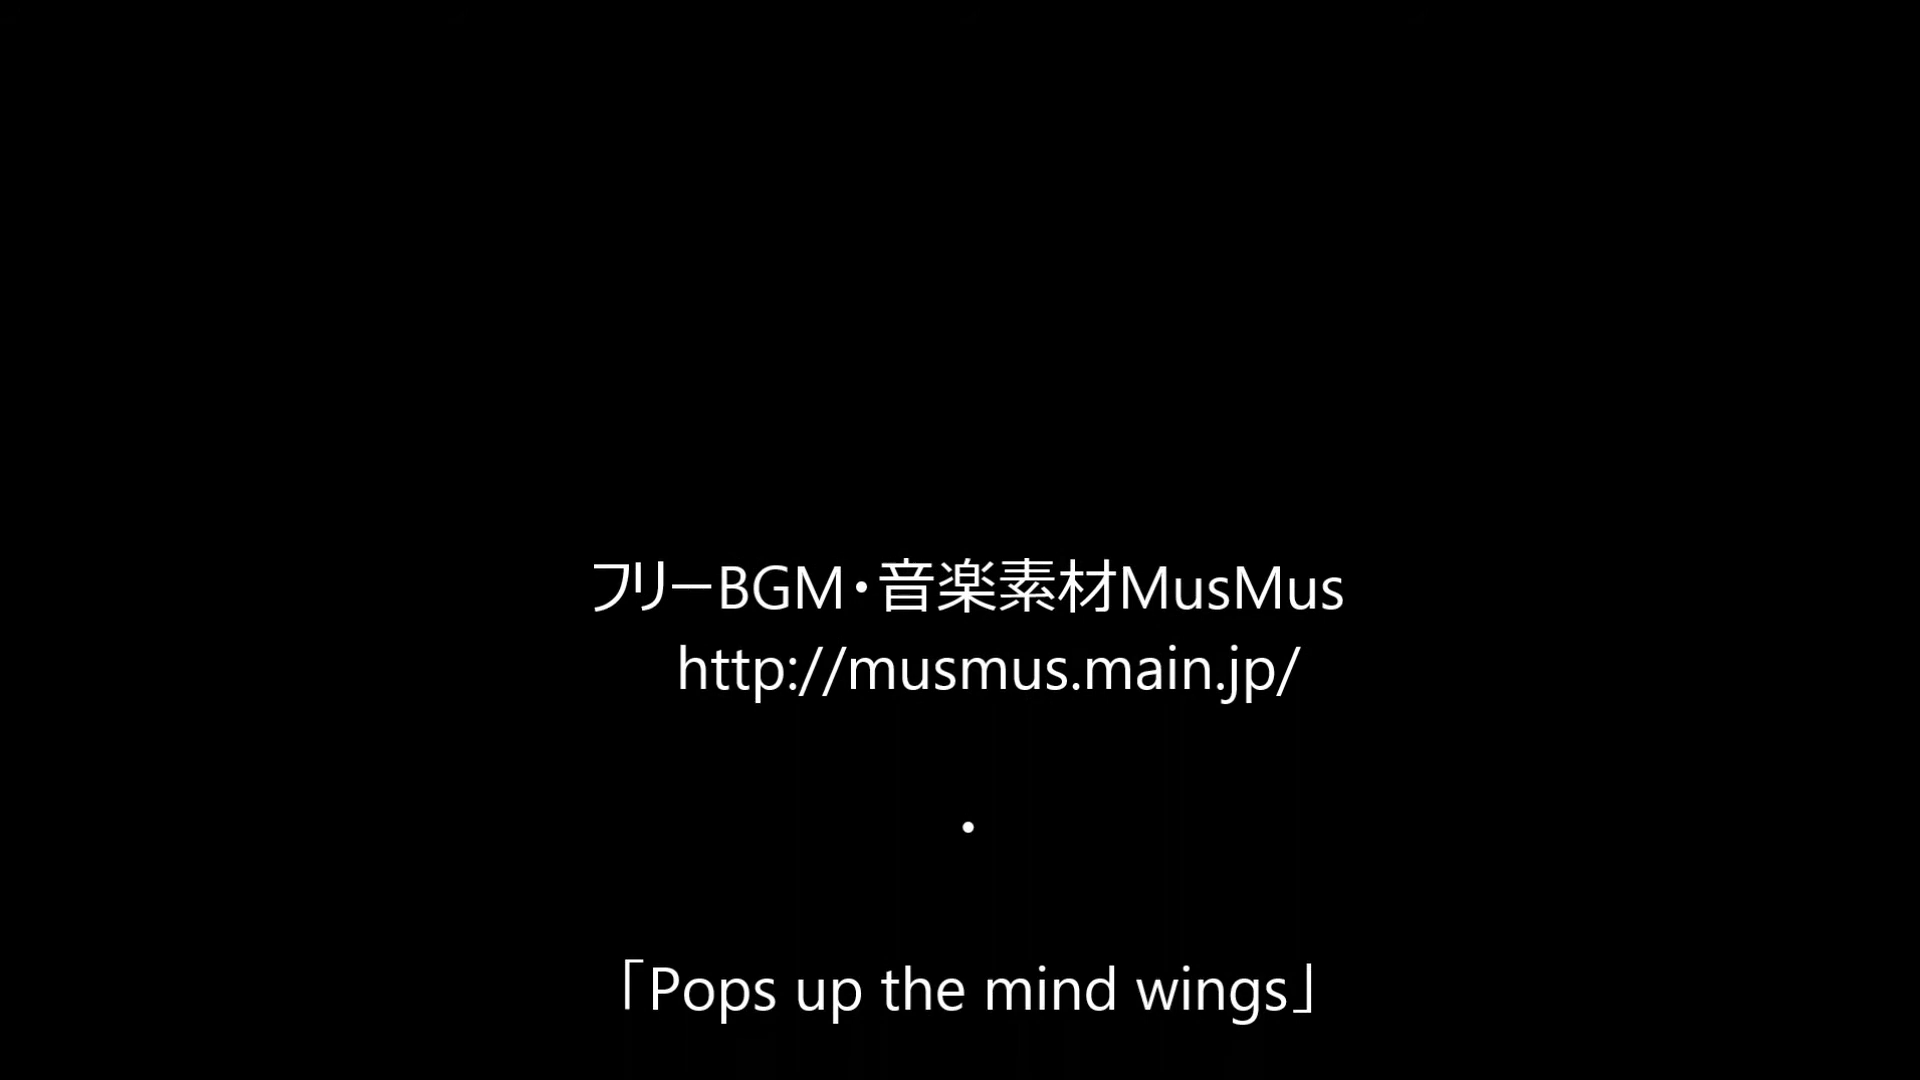 フリーBGM・音楽素材MusMus
http://musmus.main.jp/
・
「Pops up the mind wings」